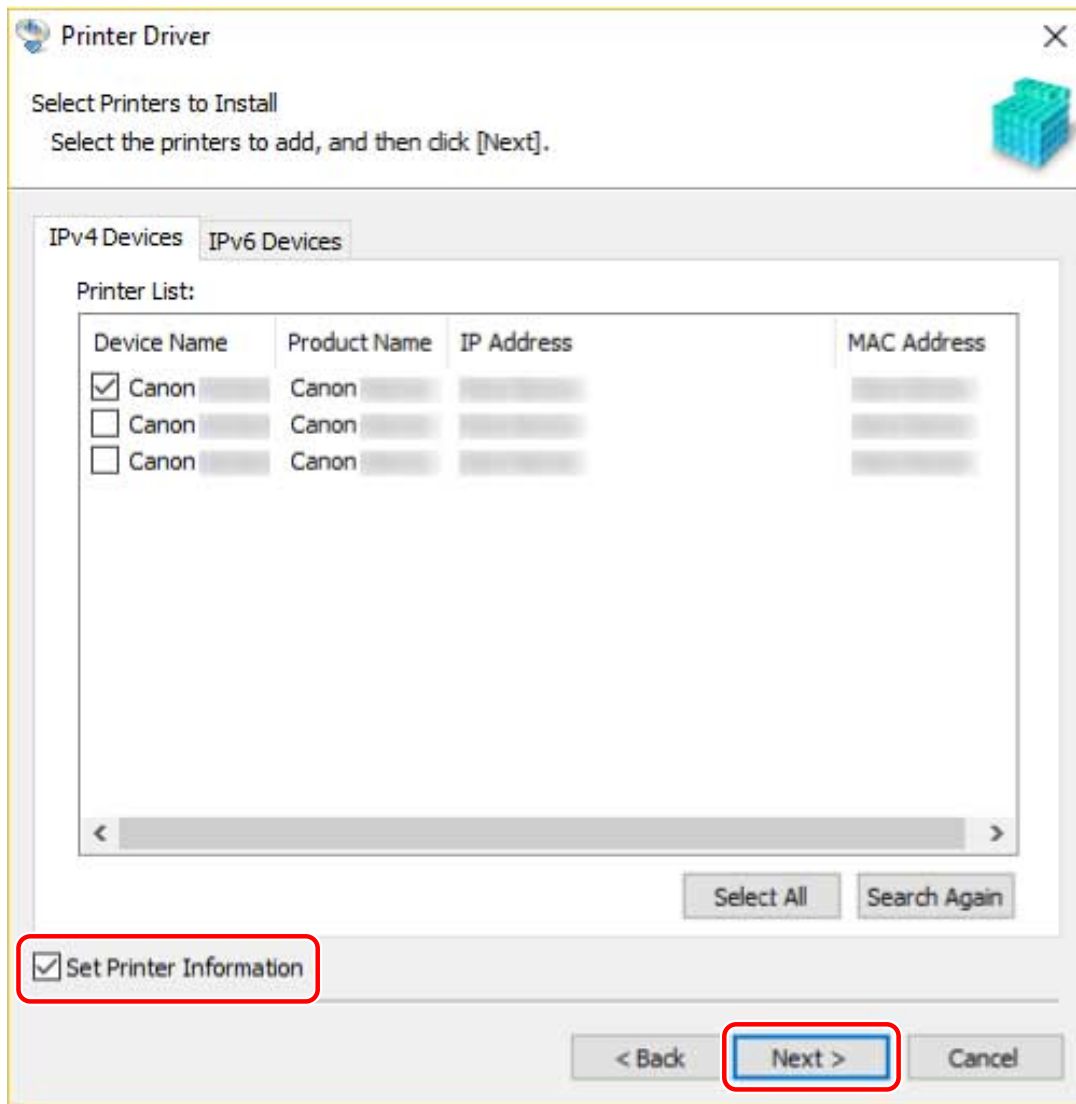 Printer Driver
Select Printers to Install
Select the printers to add, and then click [Next].
IPv4 Devices IPv6 Devices
Printer List:
Device Name Product Name IP Address MAC Address
Canon Canon
Canon Canon
Canon Canon
Select All Search Again
Set Printer Information
< Back Next > Cancel